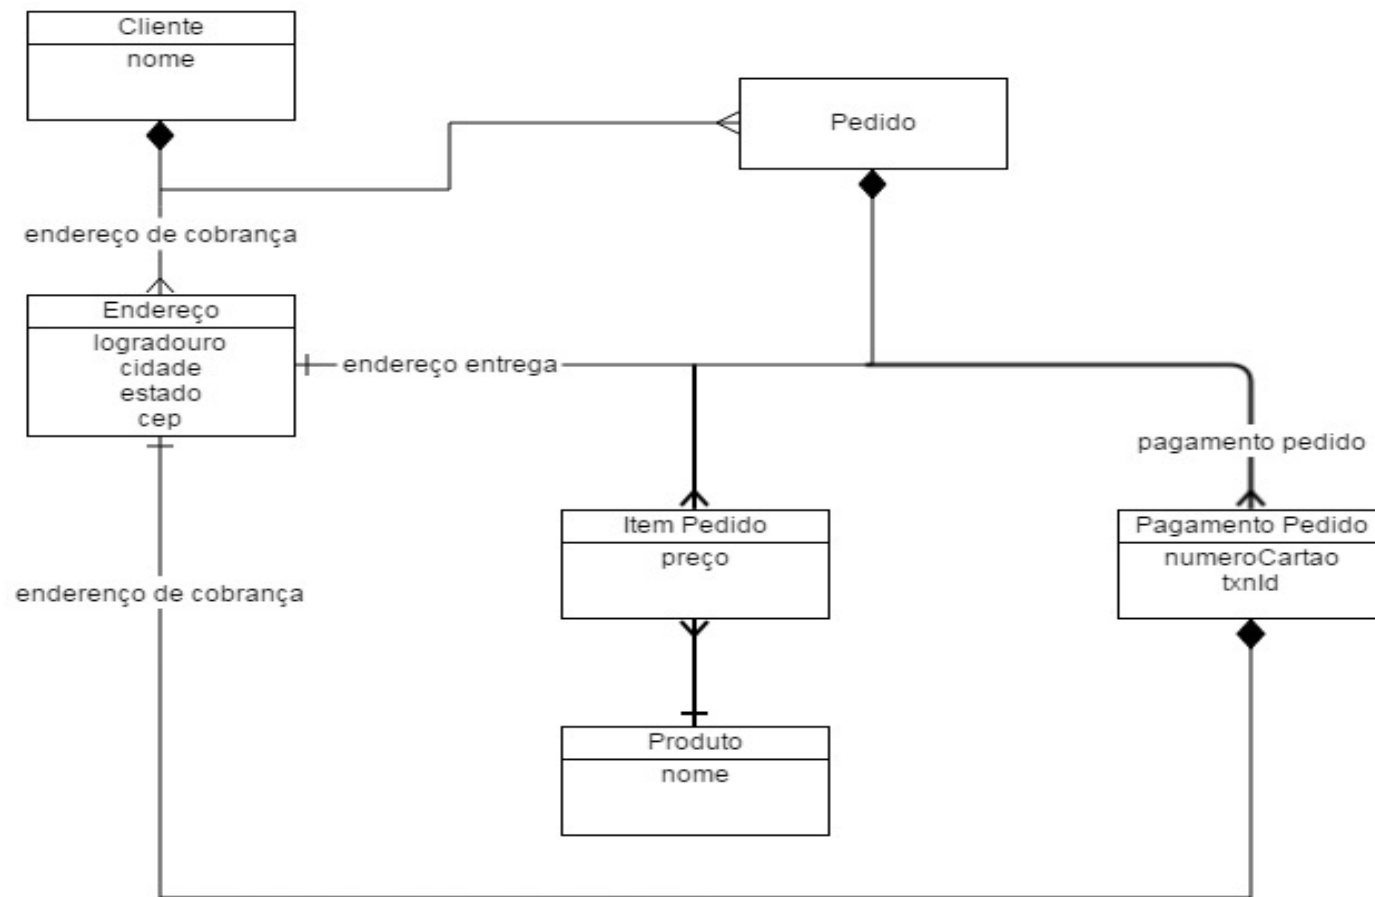 Cliente
nome
Pedido
endereço de cobrança
Endereço
logradouro
cidade
estado
cep
endereço entrega
pagamento pedido
Item Pedido
preço
Pagamento Pedido
numeroCartao
txnId
enderenço de cobrança
Produto
nome